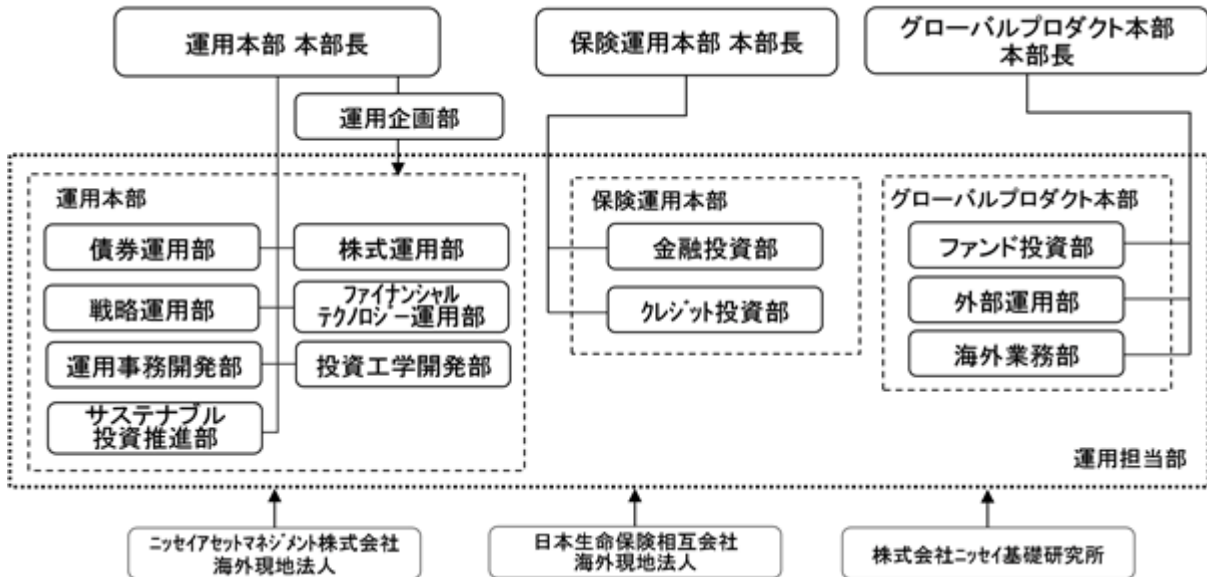 運用本部 本部長
保険運用本部 本部長
グローバルプロダクト本部
本部長
運用企画部
運用本部
債券運用部
株式運用部
戦略運用部
ファイナンシャル
テクノロジー運用部
運用事務開発部
投資工学開発部
サステナブル
投資推進部
保険運用本部
金融投資部
クレジット投資部
グローバルプロダクト本部
ファンド投資部
外部運用部
海外業務部
運用担当部
ニッセイアセットマネジメント株式会社
海外現地法人
日本生命保険相互会社
海外現地法人
株式会社ニッセイ基礎研究所